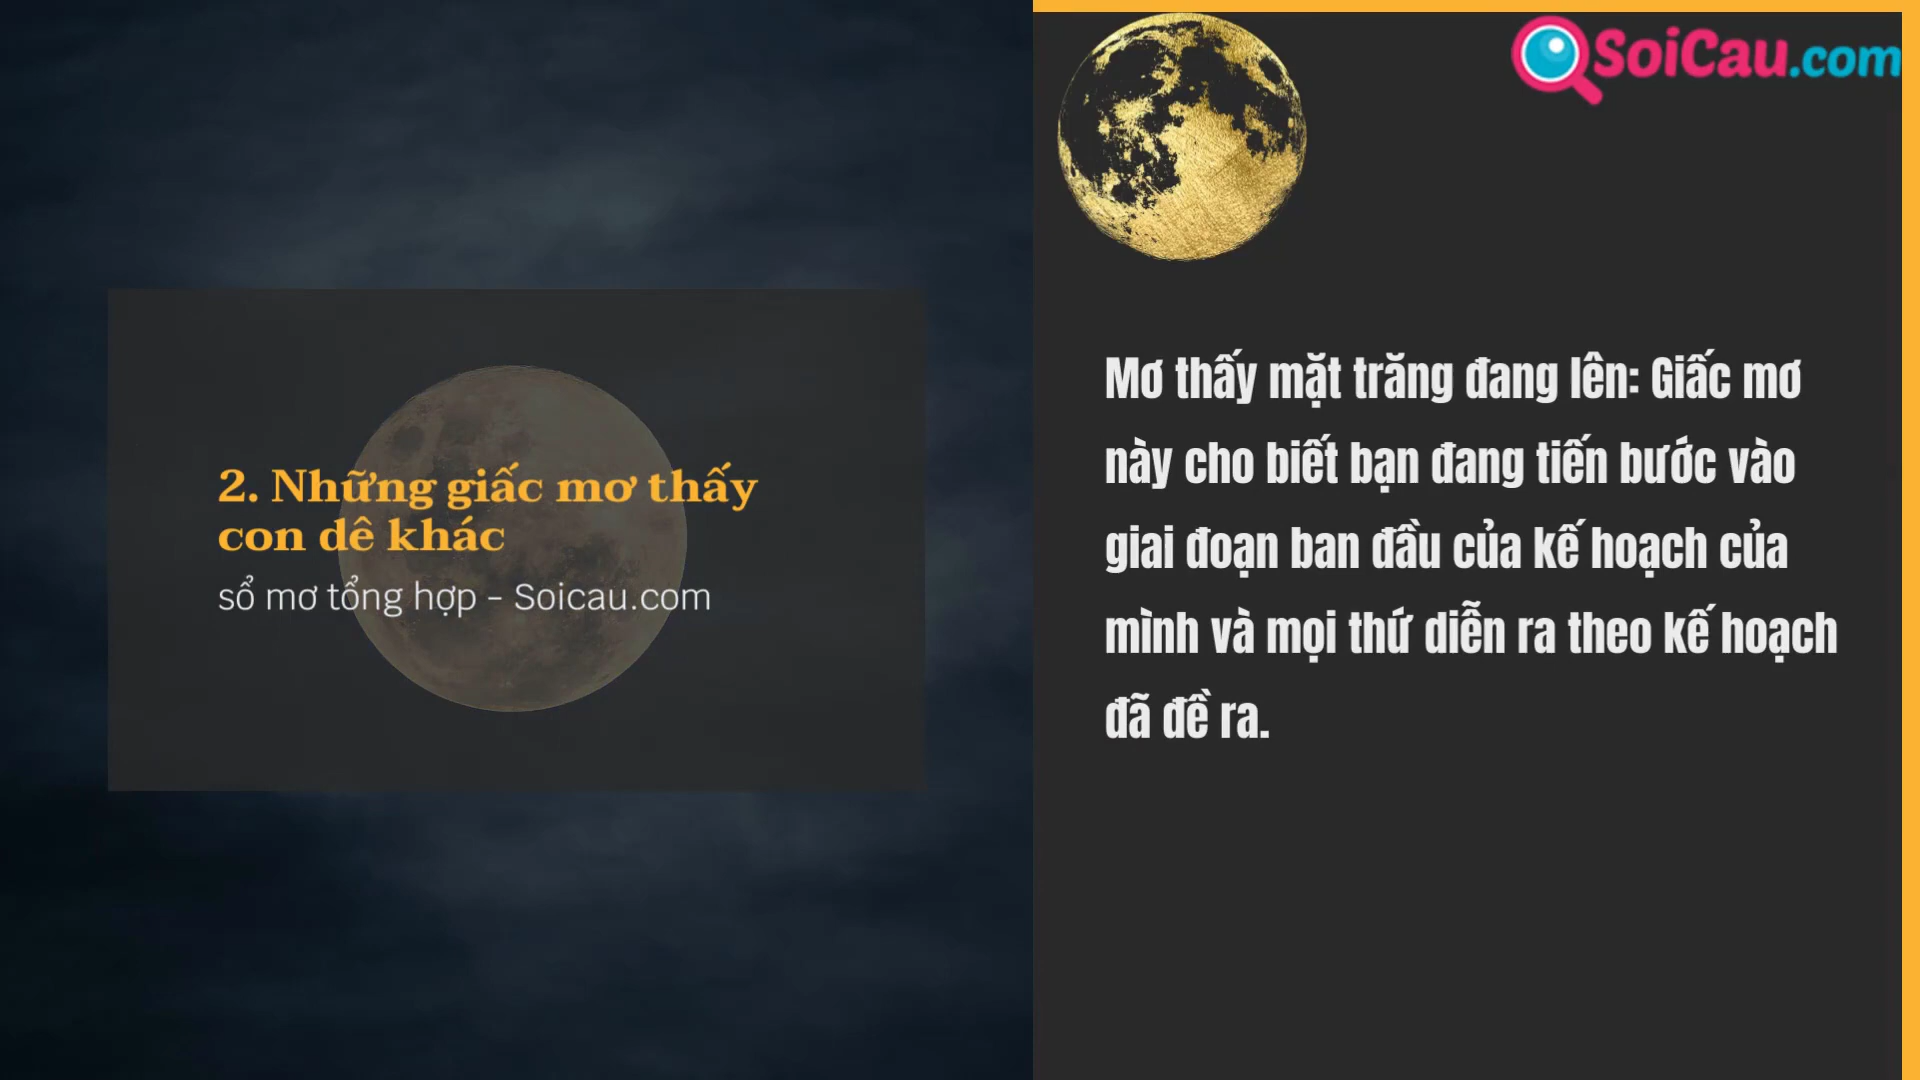 2. Những giấc mơ thấy
con dê khác
sổ mơ tổng hợp - Soicau.com
SoiCau.com
Mơ thấy mặt trăng đang lên: Giấc mơ
này cho biết bạn đang tiến bước vào
giai đoạn ban đầu của kế hoạch của
mình và mọi thứ diễn ra theo kế hoạch
đã đề ra.